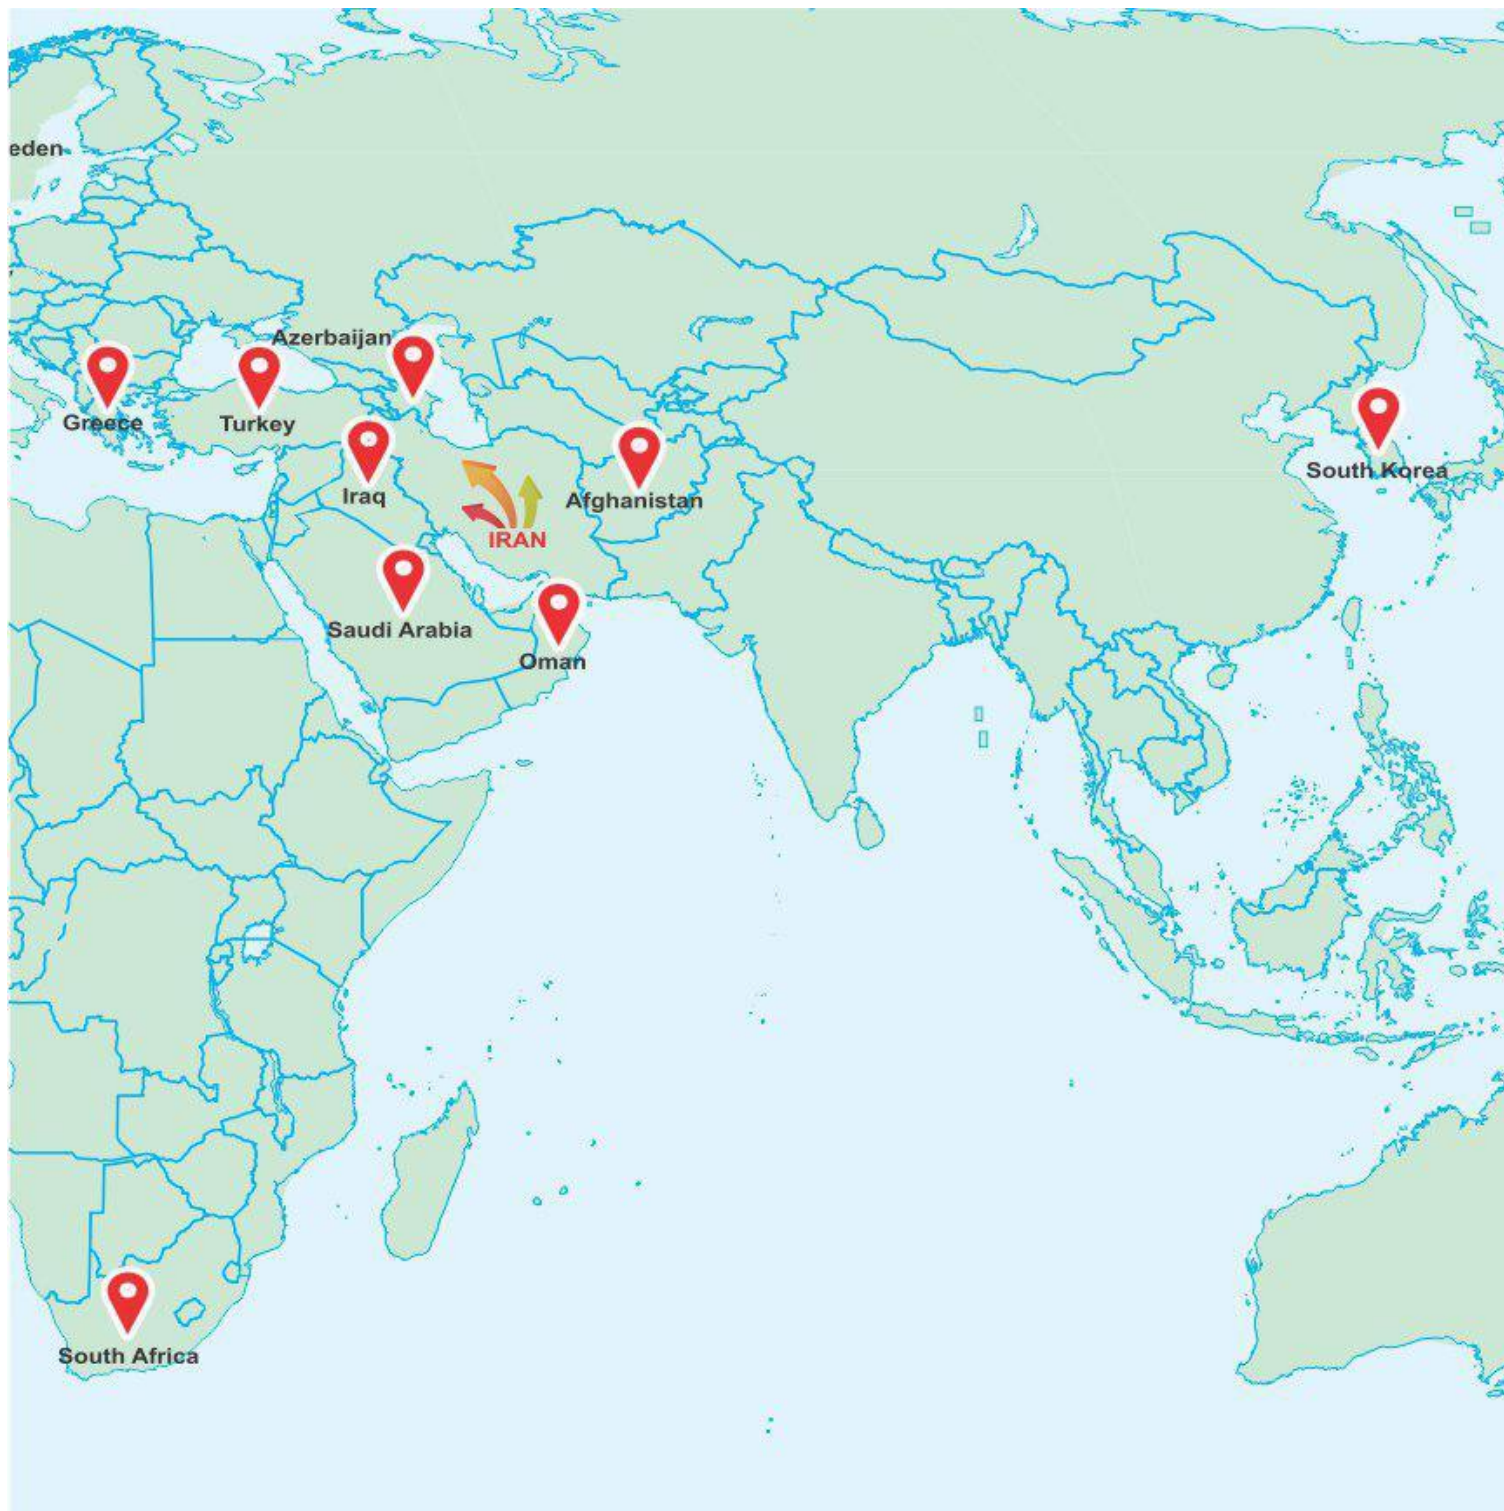 eden
Azerbaijan
Greece
Turkey
Iraq
Afghanistan
South Korea
IRAN
Saudi Arabia
Oman
South Africa